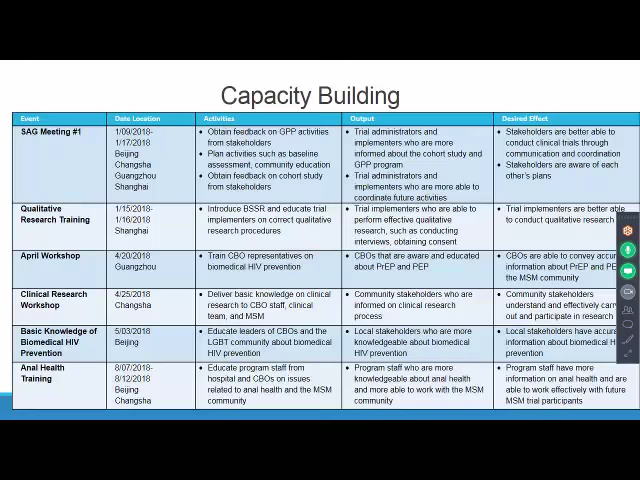 Capacity Building
Event Date Location Activities Output Desired Effect
SAG Meeting #1
1/09/2018-
1/17/2018
Beijing
Changsha
Guangzhou
Shanghai
• Obtain feedback on GPP activities
from stakeholders
• Plan activities such as baseline
assessment, community education
• Obtain feedback on cohort study
from stakeholders
• Trial administrators and
implementers who are more
informed about the cohort study and
GPP program
• Trial administrators and
implementers who are more able to
coordinate future activities
• Stakeholders are better able to
conduct clinical trials through
communication and coordination
• Stakeholders are aware of each
other's plans
Qualitative
Research Training
1/15/2018-
1/16/2018
Shanghai
• Introduce BSSR and educate trial
implementers on correct qualitative
research procedures
• Trial implementers who are able to
perform effective qualitative
research, such as conducting
interviews, obtaining consent
• Trial implementers are better able
to conduct qualitative research
April Workshop
4/20/2018
Guangzhou
• Train CBO representatives on
biomedical HIV prevention
• CBOs that are aware and educated
about PrEP and PEP
• CBOs are able to convey accur
information about PrEP and PE
the MSM community
Clinical Research
Workshop
4/25/2018
Changsha
• Deliver basic knowledge on clinical
research to CBO staff, clinical
team, and MSM
• Community stakeholders who are
informed on clinical research
process
• Community stakeholders
understand and effectively carry
out and participate in research
Basic Knowledge of
Biomedical HIV
Prevention
5/03/2018
Beijing
• Educate leaders of CBOs and the
LGBT community about biomedical
HIV prevention
• Local stakeholders who are more
knowledgeable about biomedical
HIV prevention
• Local stakeholders have accura
information about biomedical H
prevention
Anal Health
Training
8/07/2018-
8/12/2018
Beijing
Changsha
• Educate program staff from
hospital and CBOs on issues
related to anal health and the MSM
community
• Program staff who are more
knowledgeable about anal health
and more able to work with the MSM
community
• Program staff have more
information on anal health and are
able to work effectively with future
MSM trial participants